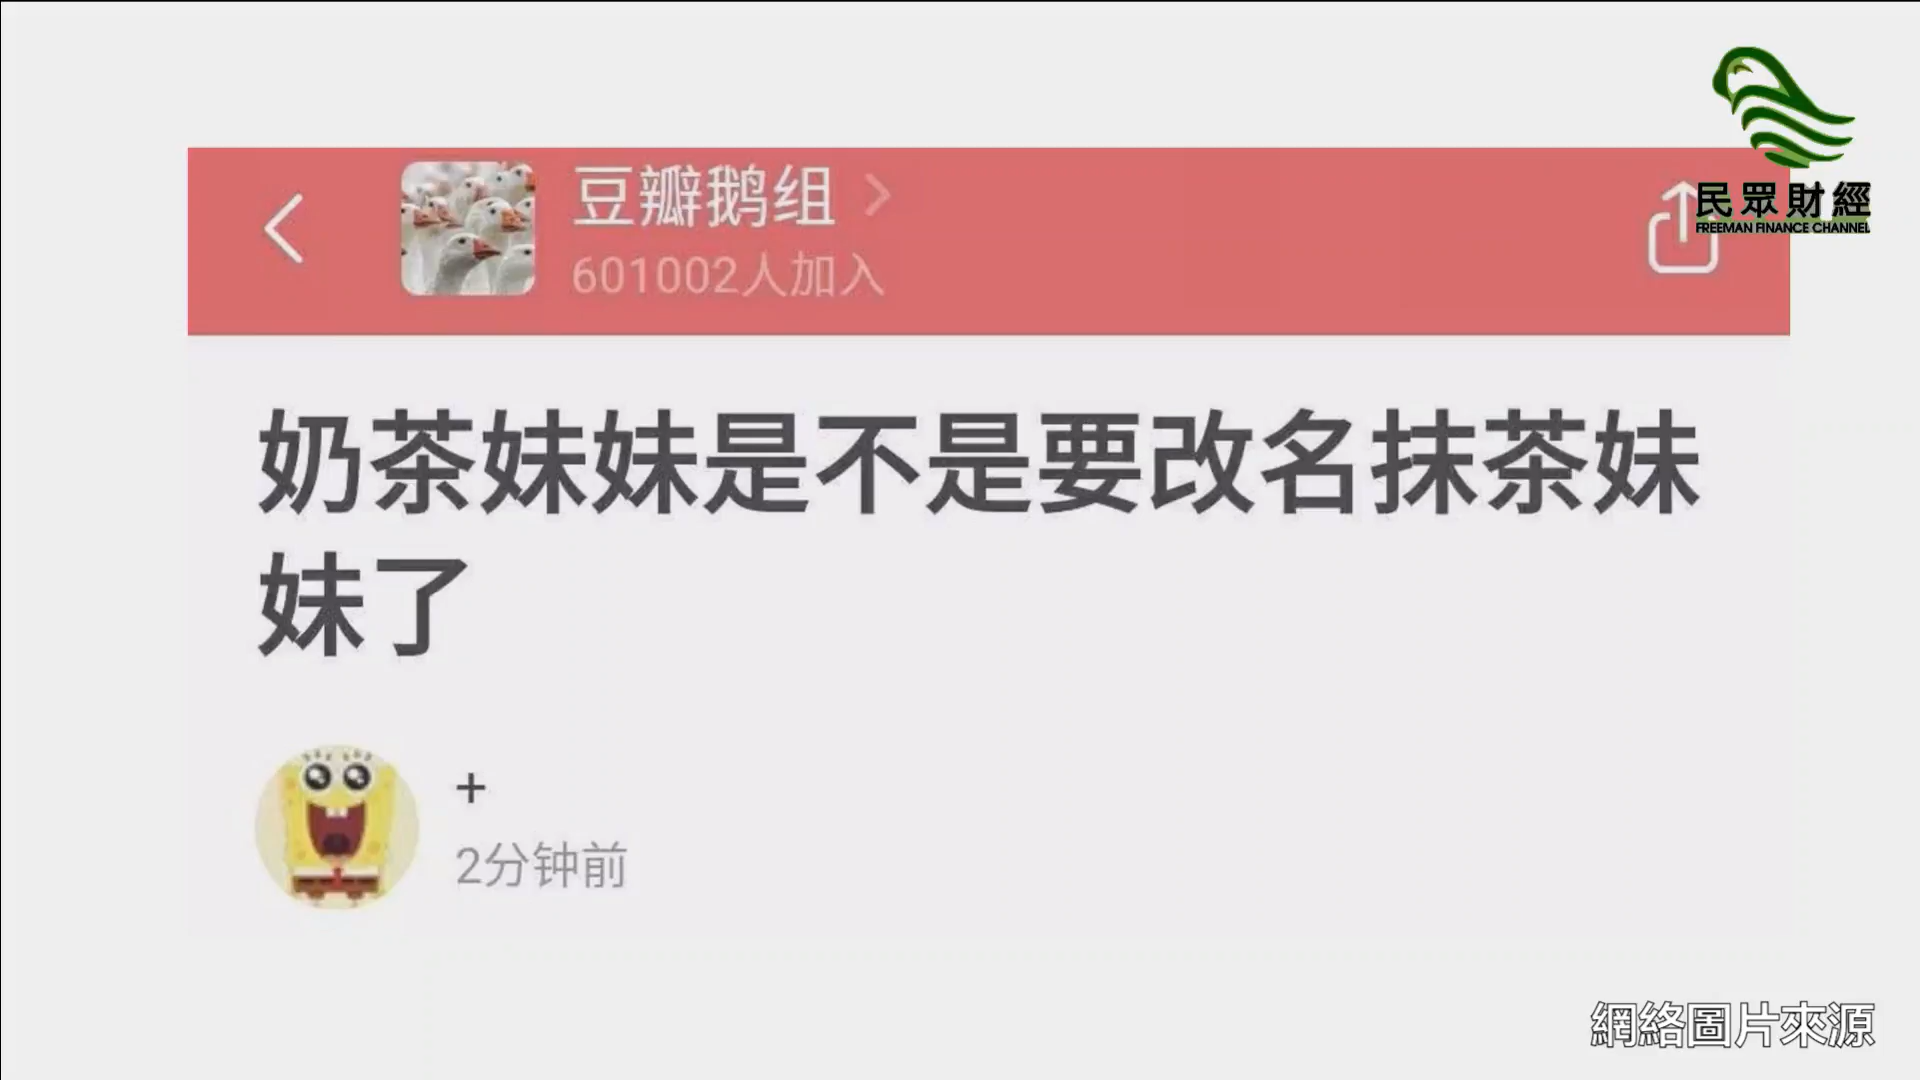 民眾財經
FREEMAN FINANCE CHANNEL
豆瓣鹅组
601002人加入
奶茶妹妹是不是要改名抹茶妹
妹了
+
2分钟前
網絡圖片來源